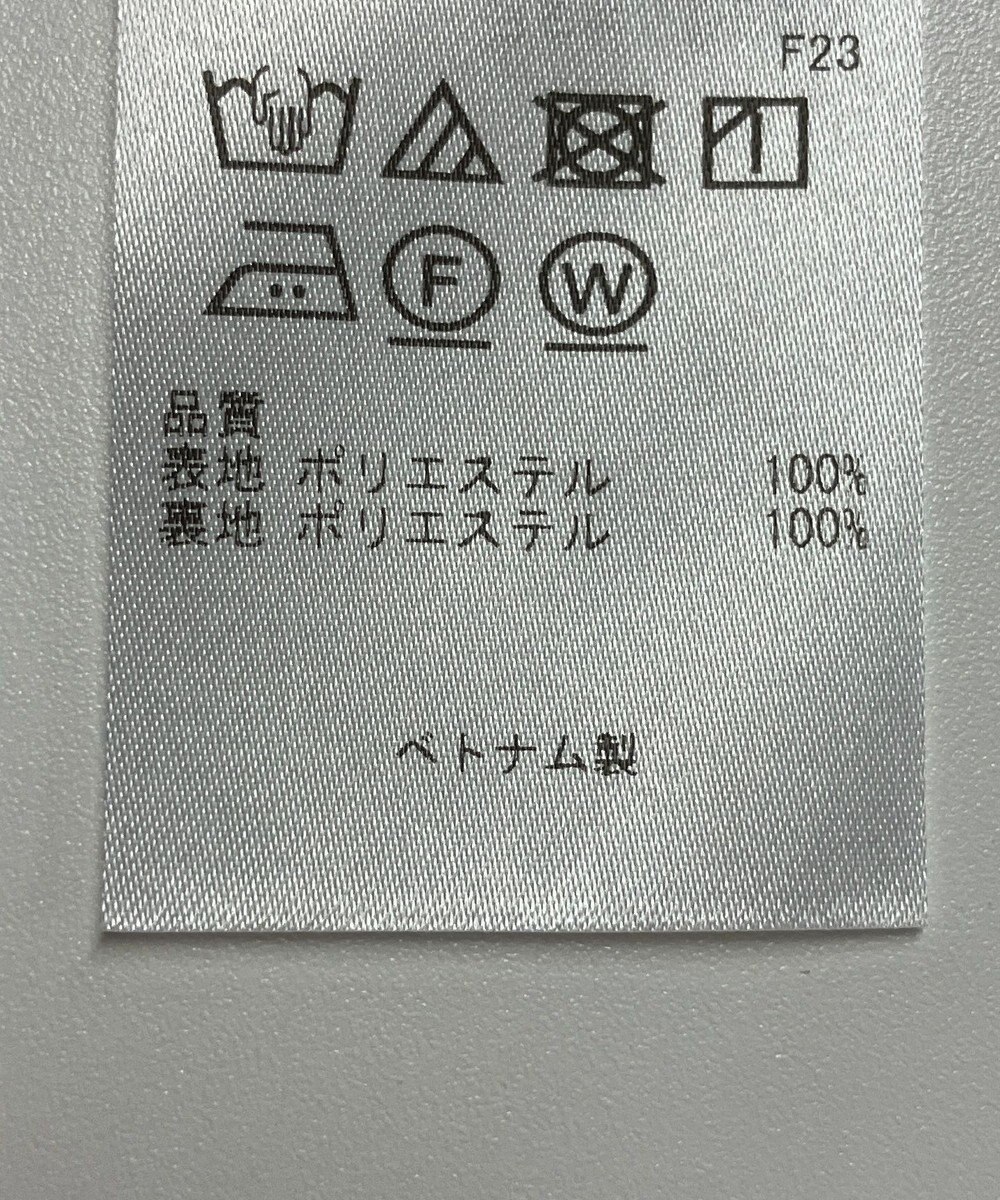 F23
F W
品質
表地 ポリエステル 100%
裏地 ポリエステル 100%
ベトナム製